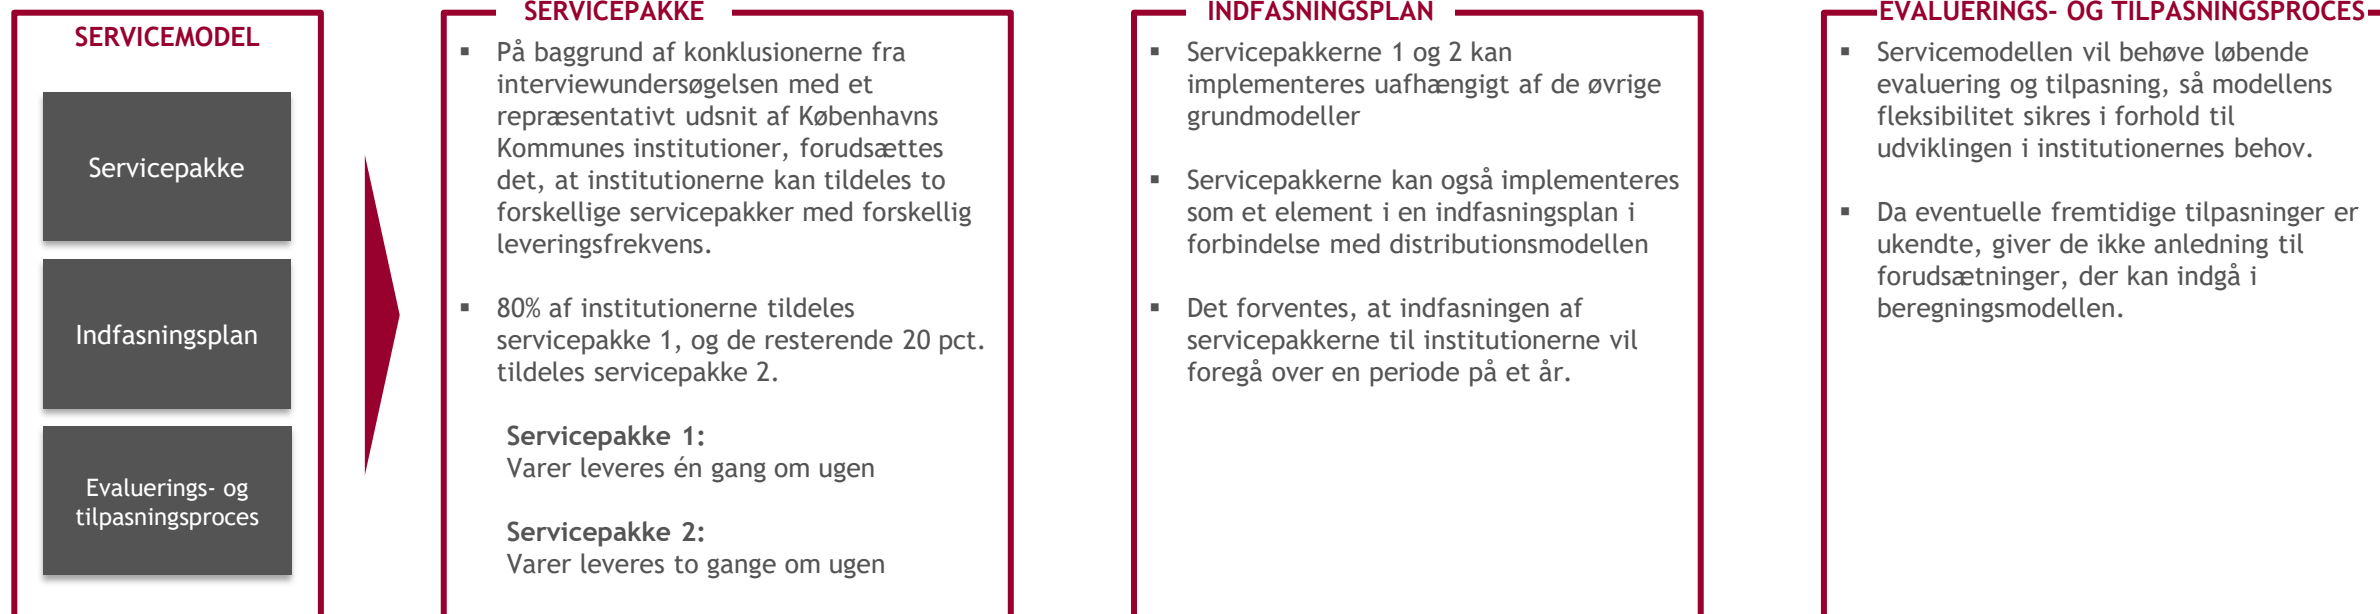 SERVICEMODEL
Servicepakke
Indfasningsplan
Evaluerings- og
tilpasningsproces
SERVICEPAKKE
▪ På baggrund af konklusionerne fra
interviewundersøgelsen med et
repræsentativt udsnit af Københavns
Kommunes institutioner, forudsættes
det, at institutionerne kan tildeles to
forskellige servicepakker med forskellig
leveringsfrekvens.
▪ 80% af institutionerne tildeles
servicepakke 1, og de resterende 20 pct.
tildeles servicepakke 2.
Servicepakke 1:
Varer leveres én gang om ugen
Servicepakke 2:
Varer leveres to gange om ugen
INDFASNINGSPLAN
▪ Servicepakkerne 1 og 2 kan
implementeres uafhængigt af de øvrige
grundmodeller
▪ Servicepakkerne kan også implementeres
som et element i en indfasningsplan i
forbindelse med distributionsmodellen
▪ Det forventes, at indfasningen af
servicepakkerne til institutionerne vil
foregå over en periode på et år.
EVALUERINGS- OG TILPASNINGSPROCES
▪ Servicemodellen vil behøve løbende
evaluering og tilpasning, så modellens
fleksibilitet sikres i forhold til
udviklingen i institutionernes behov.
▪ Da eventuelle fremtidige tilpasninger er
ukendte, giver de ikke anledning til
forudsætninger, der kan indgå i
beregningsmodellen.